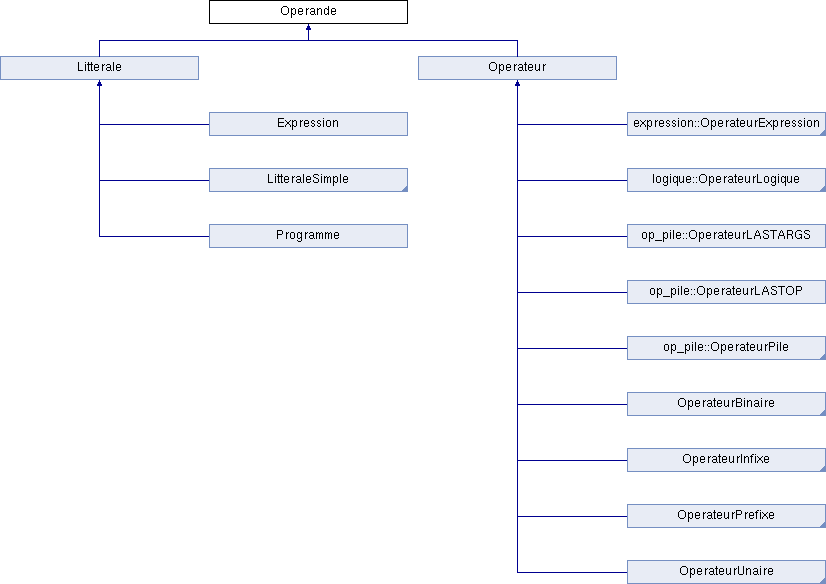 Operande
Litterale
Operateur
Expression
expression::OperateurExpression
LitteraleSimple
logique::OperateurLogique
Programme
op_pile::OperateurLASTARGS
op_pile::OperateurLASTOP
op_pile::OperateurPile
OperateurBinaire
OperateurInfixe
OperateurPrefixe
OperateurUnaire